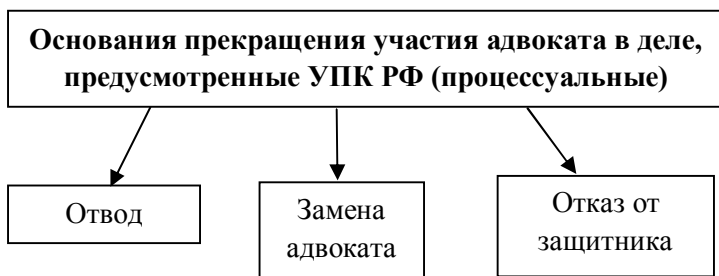 Основания прекращения участия адвоката в деле,
предусмотренные УПК РФ (процессуальные)
Отвод
Замена
адвоката
Отказ от
защитника